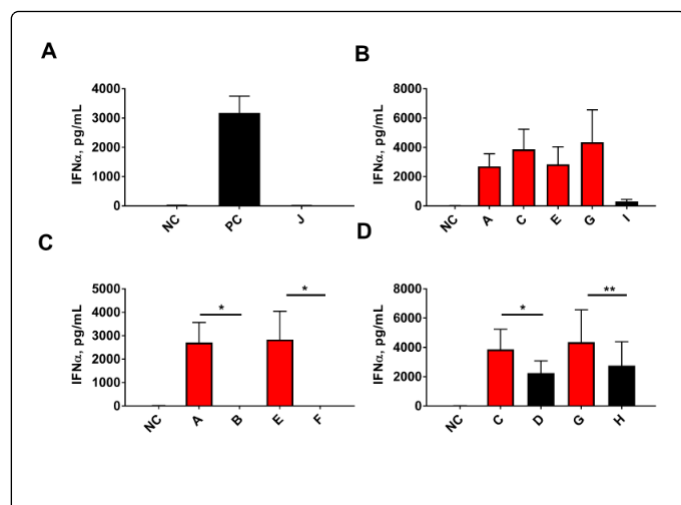 A
IFNα, pg/mL
4000
3000
2000
1000
0
NC
PC
J
B
IFNα, pg/mL
8000
6000
4000
2000
0
NC
A
C
E
G
I
C
IFNα, pg/mL
5000
4000
3000
2000
1000
0
*
*
NC
A
B
E
F
D
IFNα, pg/mL
8000
6000
4000
2000
0
*
**
NC
C
D
G
H